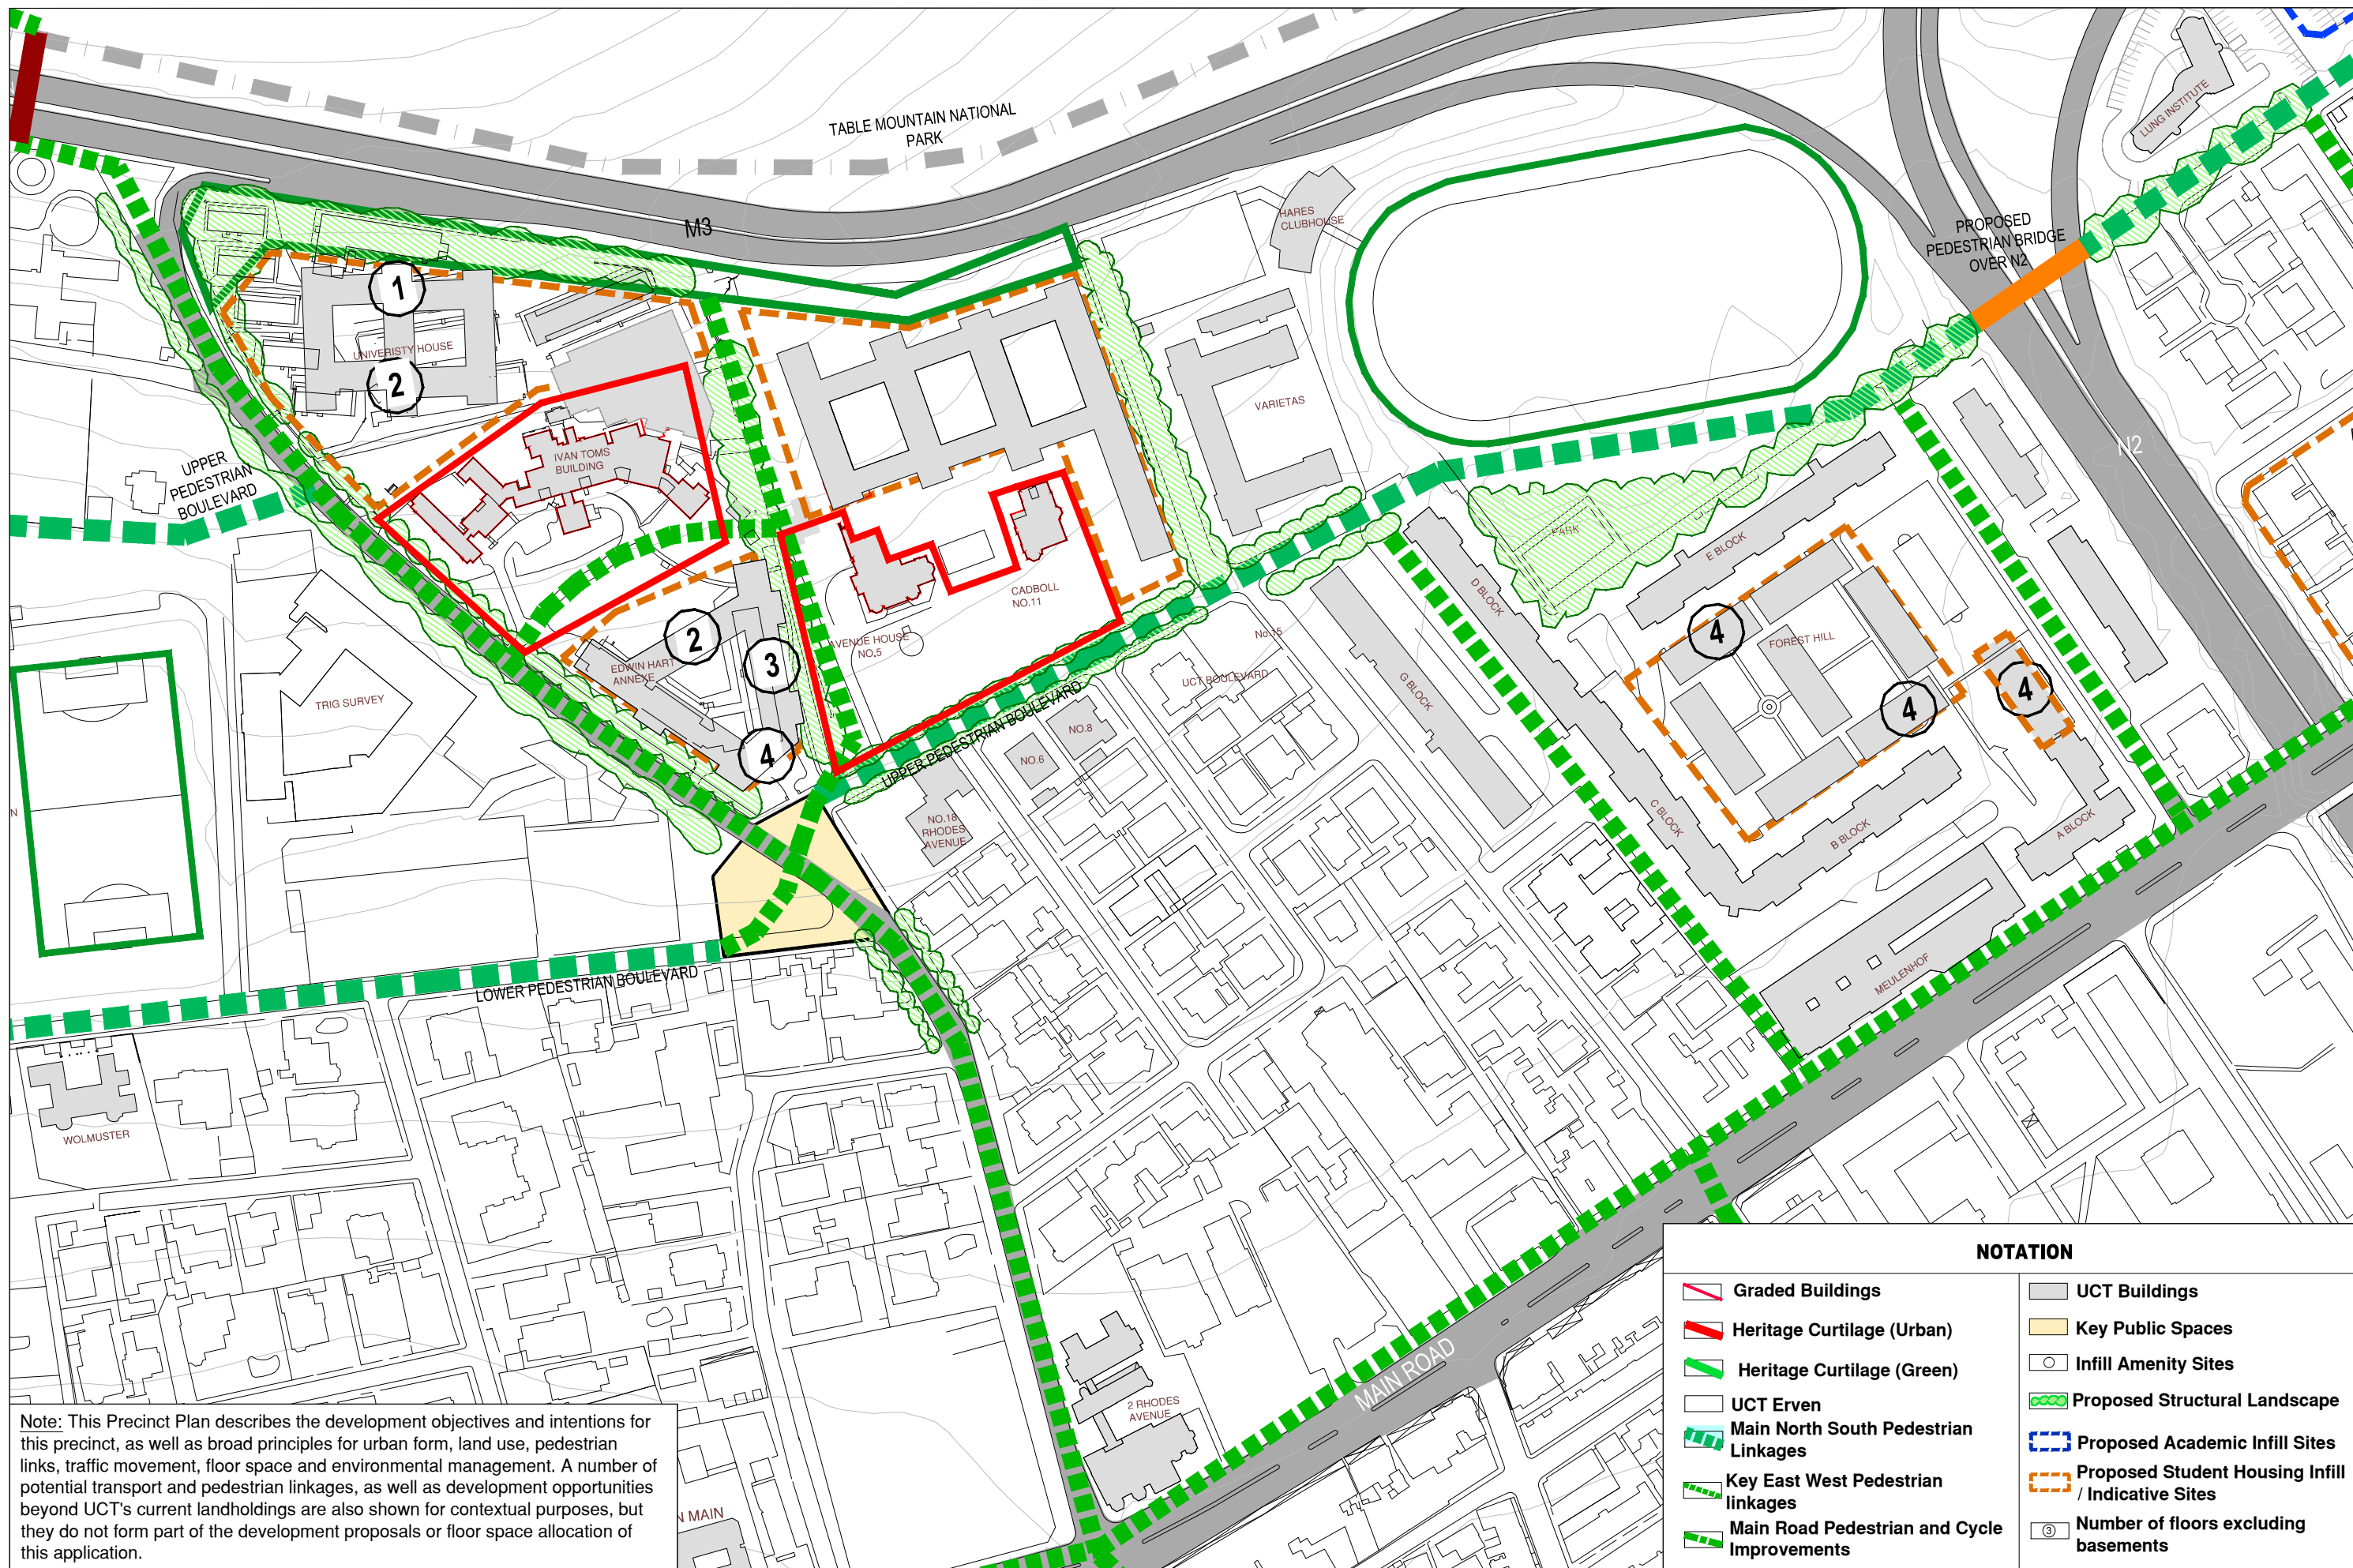 TABLE MOUNTAIN NATIONAL
PARK
LUNG INSTITUTE
M3
HARES
CLUBHOUSE
PROPOSED
PEDESTRIAN BRIDGE
OVER N2
1
UNIVERISTY HOUSE
2
VARIETAS
N2
UPPER
PEDESTRIAN
BOULEVARD
IVAN TOMS
BUILDING
PARK
E BLOCK
D BLOCK
CADBOLL
NO.11
4
FOREST HILL
2
3
EDWIN HART
ANNEXE
AVENUE HOUSE
NO.5
No.15
UCT BOULEVARD
G BLOCK
4
4
TRIG SURVEY
UPPER PEDESTRIAN BOULEVARD
NO.8
NO.6
4
N
NO.18
RHODES
AVENUE
C BLOCK
B BLOCK
A BLOCK
MEULENHOF
LOWER PEDESTRIAN BOULEVARD
WOLMUSTER
MAIN ROAD
2 RHODES
AVENUE
N MAIN
Note: This Precinct Plan describes the development objectives and intentions for
this precinct, as well as broad principles for urban form, land use, pedestrian
links, traffic movement, floor space and environmental management. A number of
potential transport and pedestrian linkages, as well as development opportunities
beyond UCT's current landholdings are also shown for contextual purposes, but
they do not form part of the development proposals or floor space allocation of
this application.
NOTATION
Graded Buildings
Heritage Curtilage (Urban)
Heritage Curtilage (Green)
UCT Erven
Main North South Pedestrian
Linkages
Key East West Pedestrian
linkages
Main Road Pedestrian and Cycle
Improvements
UCT Buildings
Key Public Spaces
Infill Amenity Sites
Proposed Structural Landscape
Proposed Academic Infill Sites
Proposed Student Housing Infill
/ Indicative Sites
3
Number of floors excluding
basements